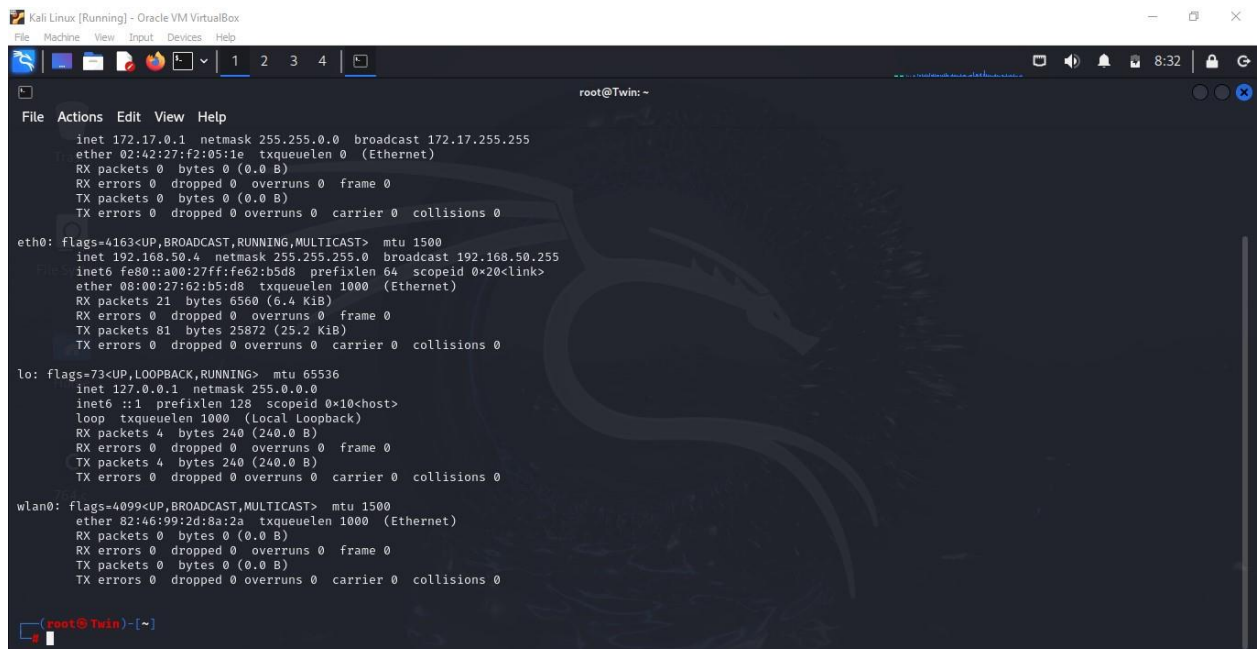 Kali Linux [Running] - Oracle VM VirtualBox
File Machine View Input Devices Help
1 2 3 4
8:32
root@Twin: ~
File Actions Edit View Help
inet 172.17.0.1 netmask 255.255.0.0 broadcast 172.17.255.255
ether 02:42:27:f2:05:1e txqueuelen 0 (Ethernet)
RX packets 0 bytes 0 (0.0 B)
RX errors 0 dropped 0 overruns 0 frame 0
TX packets 0 bytes 0 (0.0 B)
TX errors 0 dropped 0 overruns 0 carrier 0 collisions 0
eth0: flags=4163<UP,BROADCAST,RUNNING,MULTICAST> mtu 1500
inet 192.168.50.4 netmask 255.255.255.0 broadcast 192.168.50.255
inet6 fe80::a00:27ff:fe62:b5d8 prefixlen 64 scopeid 0×20<link>
ether 08:00:27:62:b5:d8 txqueuelen 1000 (Ethernet)
RX packets 21 bytes 6560 (6.4 KiB)
RX errors 0 dropped 0 overruns 0 frame 0
TX packets 81 bytes 25872 (25.2 KiB)
TX errors 0 dropped 0 overruns 0 carrier 0 collisions 0
lo: flags=73<UP,LOOPBACK,RUNNING> mtu 65536
inet 127.0.0.1 netmask 255.0.0.0
inet6 ::1 prefixlen 128 scopeid 0×10<host>
loop txqueuelen 1000 (Local Loopback)
RX packets 4 bytes 240 (240.0 B)
RX errors 0 dropped 0 overruns 0 frame 0
TX packets 4 bytes 240 (240.0 B)
TX errors 0 dropped 0 overruns 0 carrier 0 collisions 0
wlan0: flags=4099<UP,BROADCAST,MULTICAST> mtu 1500
ether 82:46:99:2d:8a:2a txqueuelen 1000 (Ethernet)
RX packets 0 bytes 0 (0.0 B)
RX errors 0 dropped 0 overruns 0 frame 0
TX packets 0 bytes 0 (0.0 B)
TX errors 0 dropped 0 overruns 0 carrier 0 collisions 0
┌──(root㉿Twin)-[~]
└─#